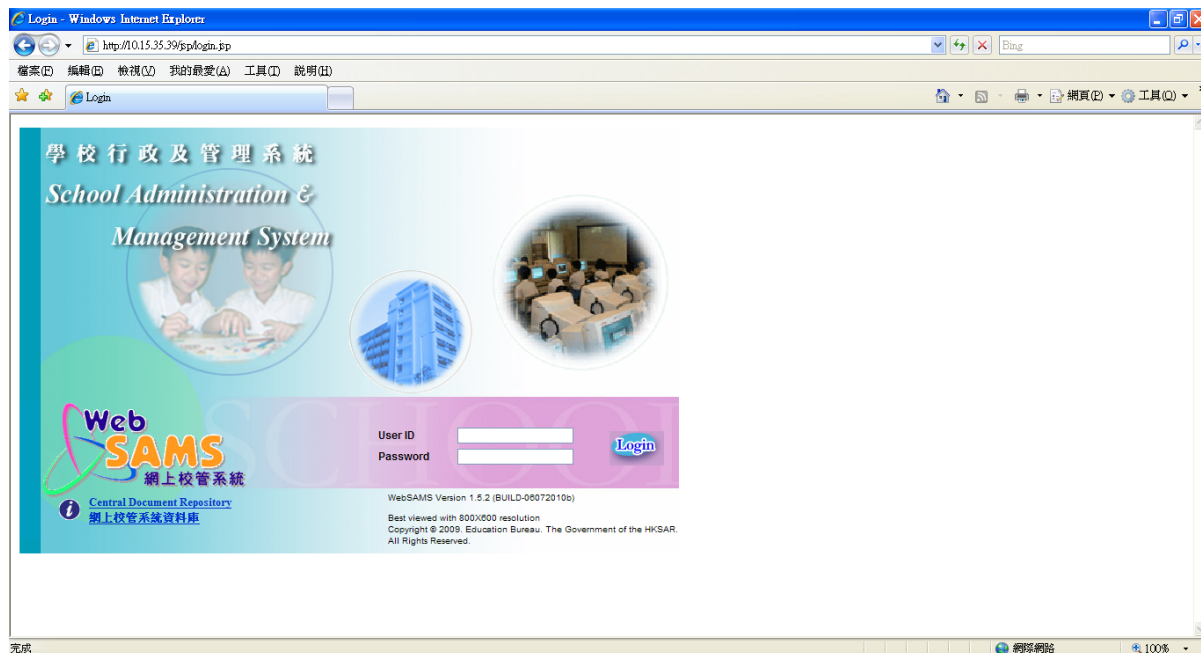 Login - Windows Internet Explorer
http://10.15.35.39/jsp/login.jsp
Bing
檔案(F) 編輯(E) 檢視(V) 我的最愛(A) 工具(T) 說明(H)
Login
網頁(P) 工具(O)
學校行政及管理系統
School Administration &
Management System
SCHOOL
Web
SAMS
網上校管系統
User ID
Password
Login
Central Document Repository
網上校管系統資料庫
WebSAMS Version 1.5.2 (BUILD-06072010b)
Best viewed with 800X600 resolution
Copyright © 2009. Education Bureau. The Government of the HKSAR.
All Rights Reserved.
完成
網際網路
100%